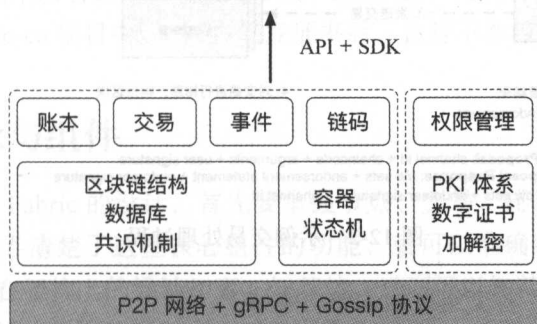 API + SDK
账本 交易 事件 链码 权限管理
区块链结构
数据库
共识机制
容器
状态机
PKI 体系
数字证书
加解密
P2P 网络 + gRPC + Gossip 协议